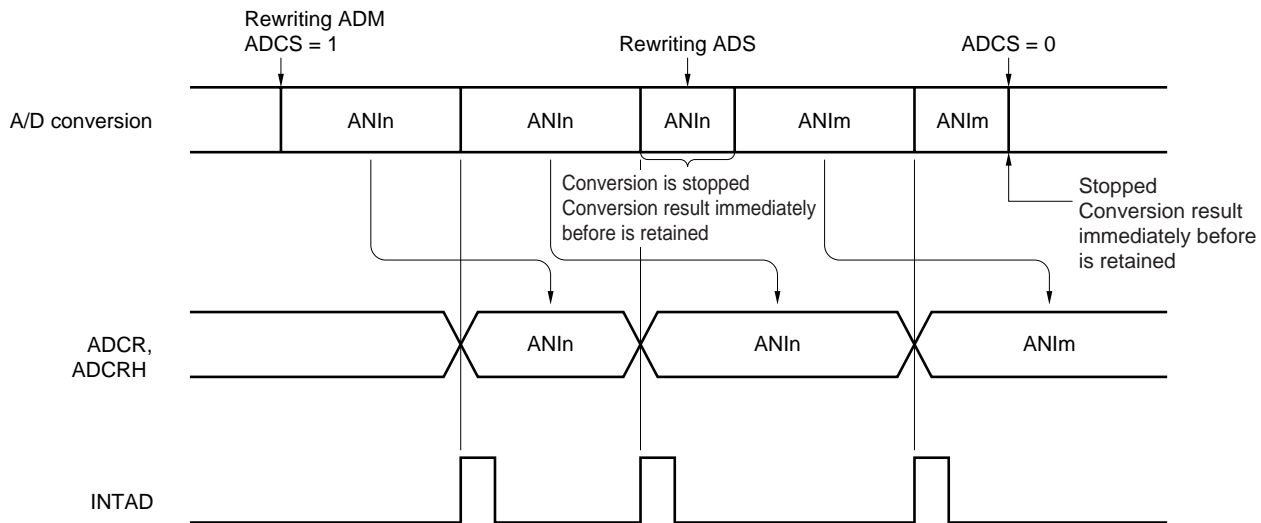 Rewriting ADM
ADCS = 1
Rewriting ADS
ADCS = 0
A/D conversion
ANIn
ANIn
ANIn
ANIm
ANIm
Conversion is stopped
Conversion result immediately
before is retained
Stopped
Conversion result
immediately before
is retained
ADCR,
ADCRH
ANIn
ANIn
ANIm
INTAD